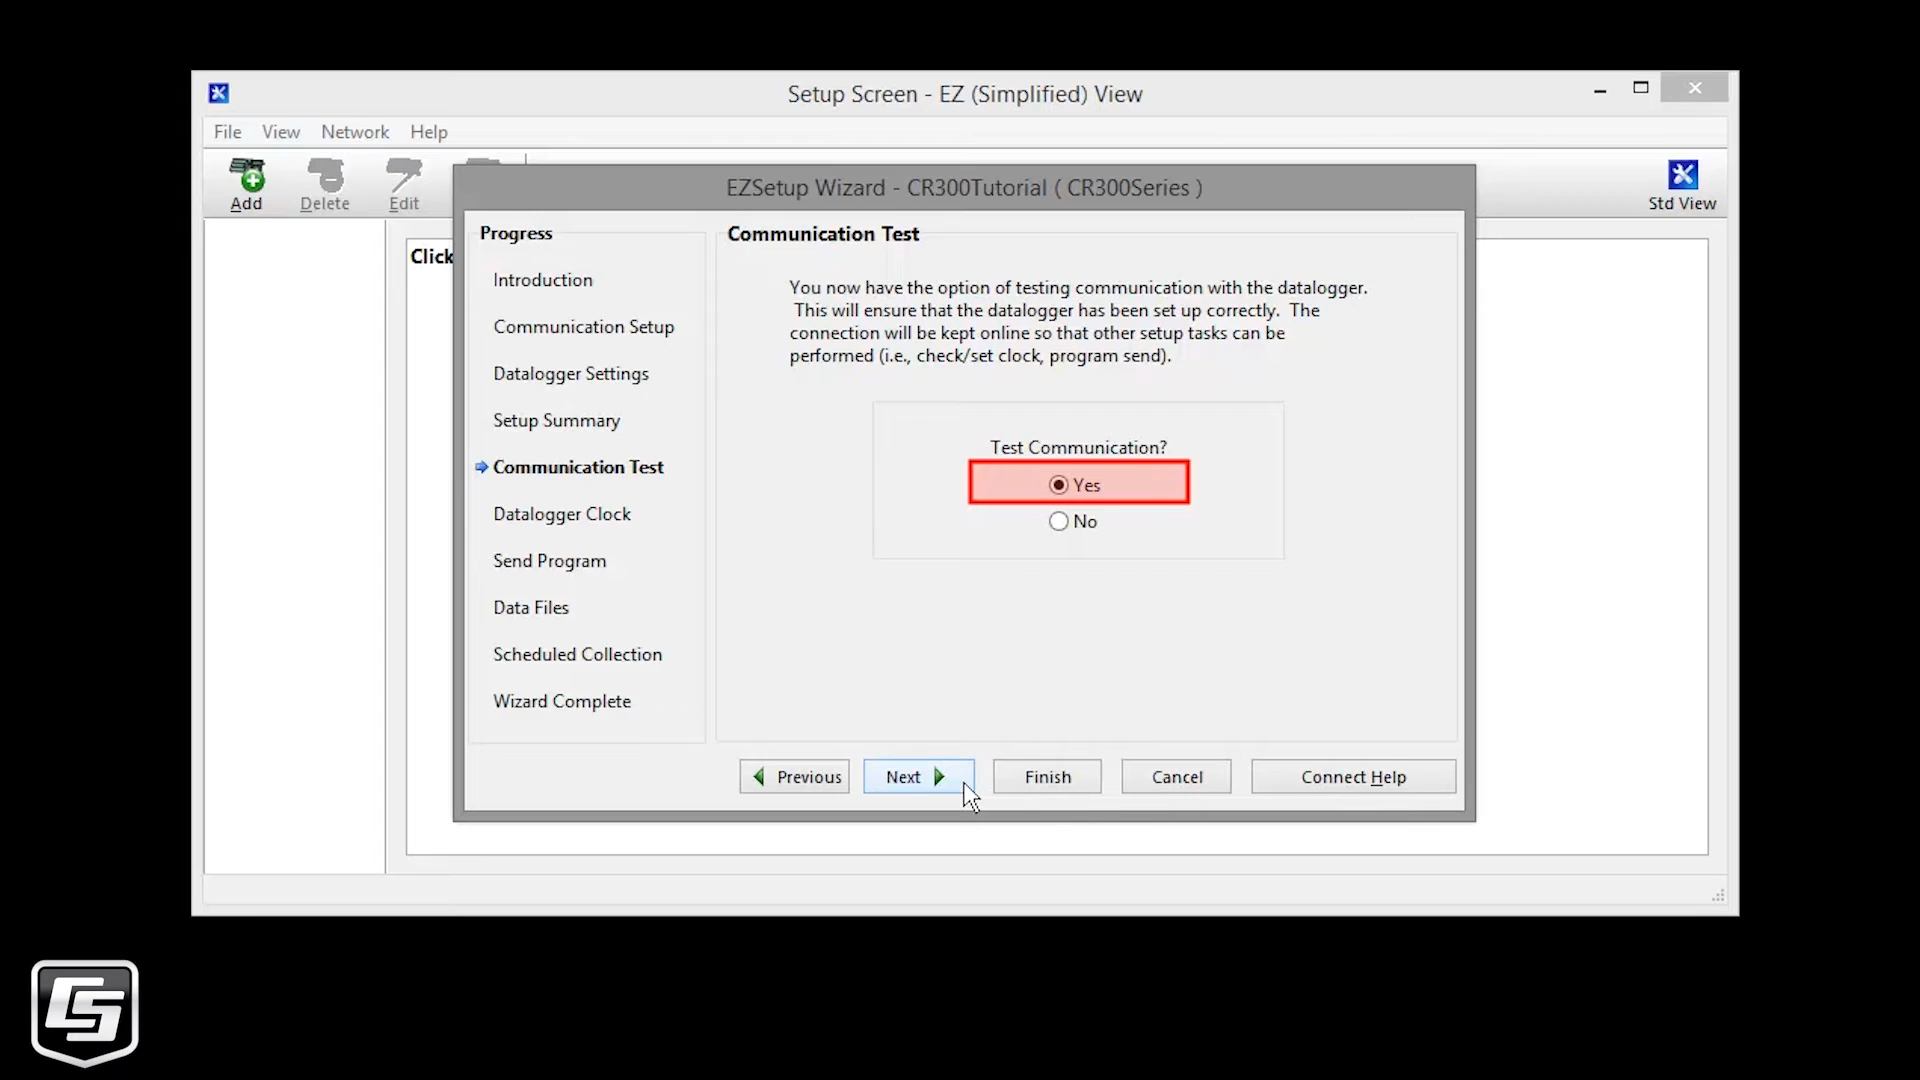 Setup Screen - EZ (Simplified) View
File View Network Help
Add
Delete
Edit
Std View
Click
EZSetup Wizard - CR300Tutorial ( CR300Series )
Progress
Introduction
Communication Setup
Datalogger Settings
Setup Summary
Communication Test
Datalogger Clock
Send Program
Data Files
Scheduled Collection
Wizard Complete
Communication Test
You now have the option of testing communication with the datalogger.
This will ensure that the datalogger has been set up correctly. The
connection will be kept online so that other setup tasks can be
performed (i.e., check/set clock, program send).
Test Communication?
Yes
No
Previous
Next
Finish
Cancel
Connect Help
CS